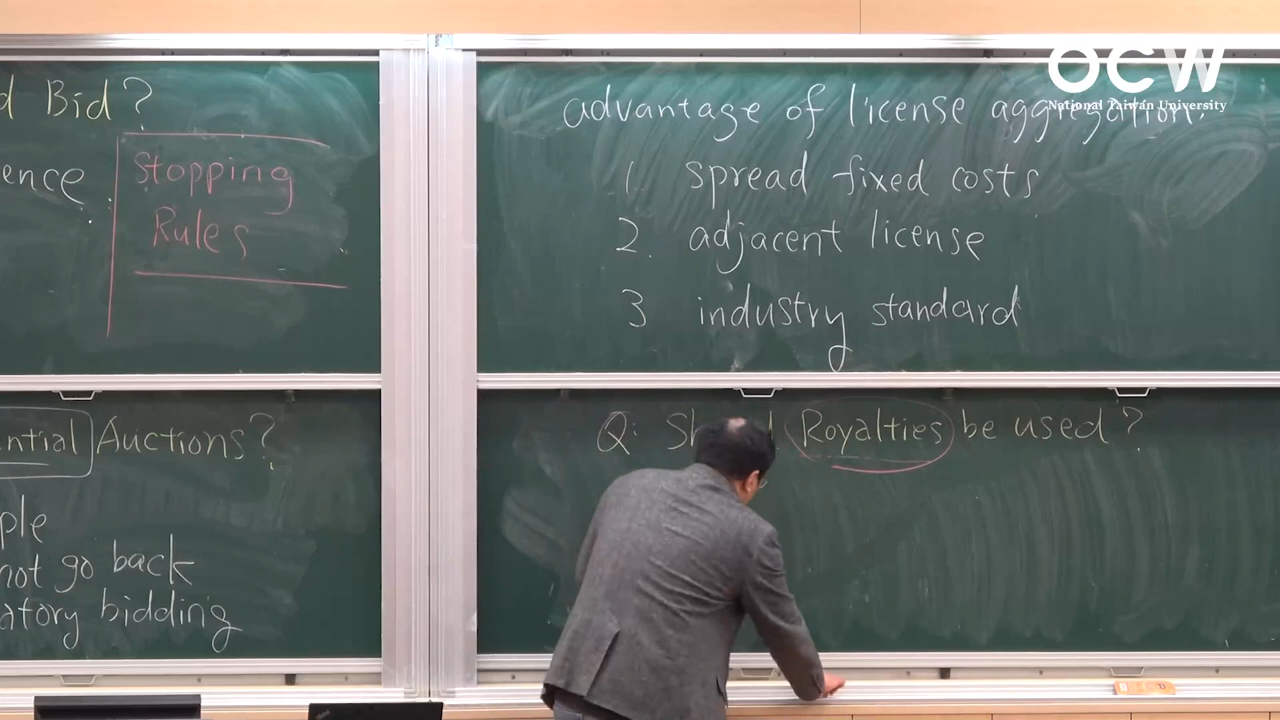 d Bid?
ence
Stopping
Rules
ntial Auctions?
ple
not go back
atory bidding
OCW
National Taiwan University
advantage of license aggregation:
1. spread fixed costs
2. adjacent license
3 industry standard
Q: Sh d Royalties be used?